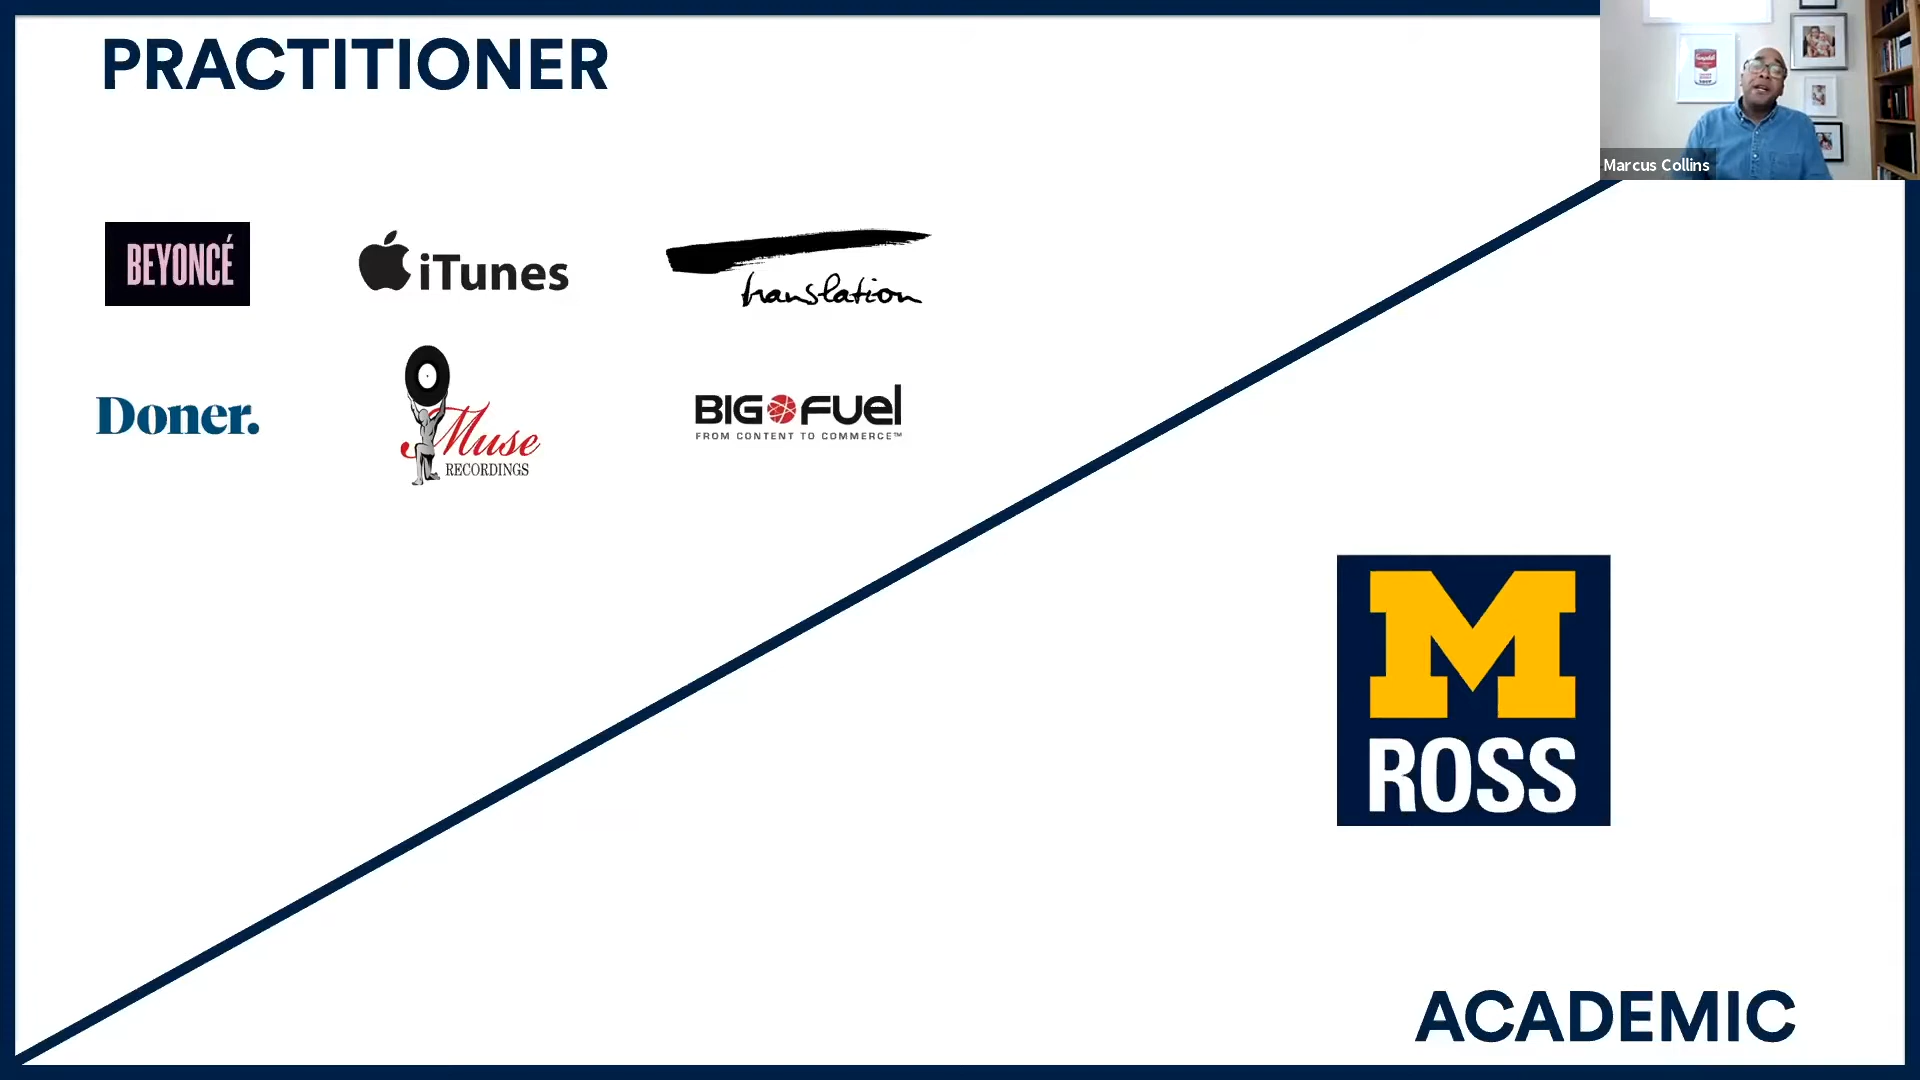 PRACTITIONER
Marcus Collins
BEYONCÉ
iTunes
translation
Doner.
Muse
RECORDINGS
BIG FUEL
FROM CONTENT TO COMMERCE™
M
ROSS
ACADEMIC